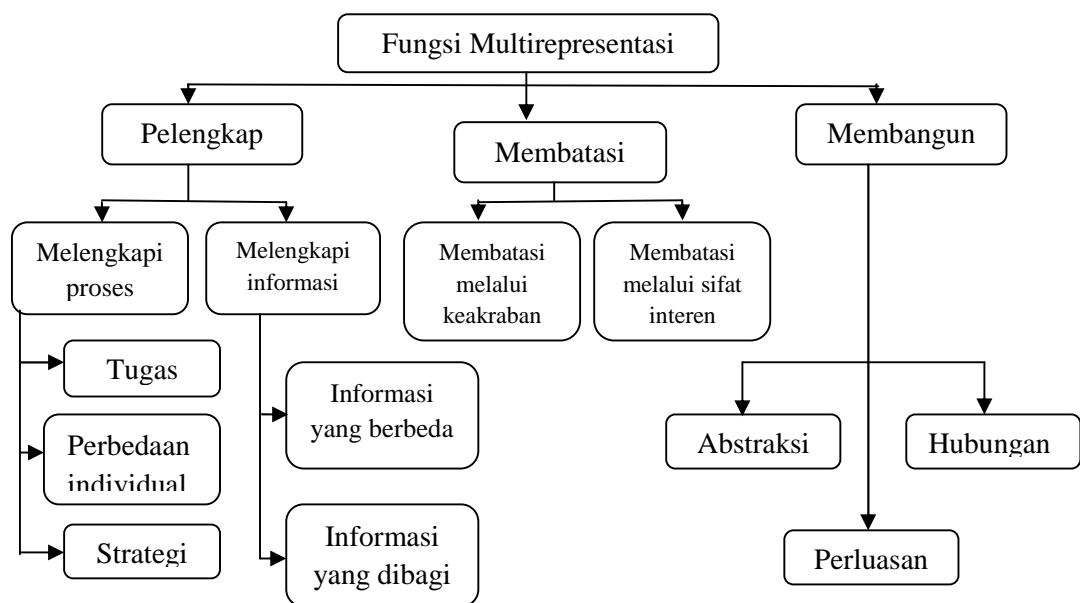 Fungsi Multirepresentasi
Pelengkap
Membatasi
Membangun
Melengkapi
proses
Melengkapi
informasi
Membatasi
melalui
keakraban
Membatasi
melalui sifat
interen
Tugas
Perbedaan
individual
Strategi
Informasi
yang berbeda
Informasi
yang dibagi
Abstraksi
Hubungan
Perluasan